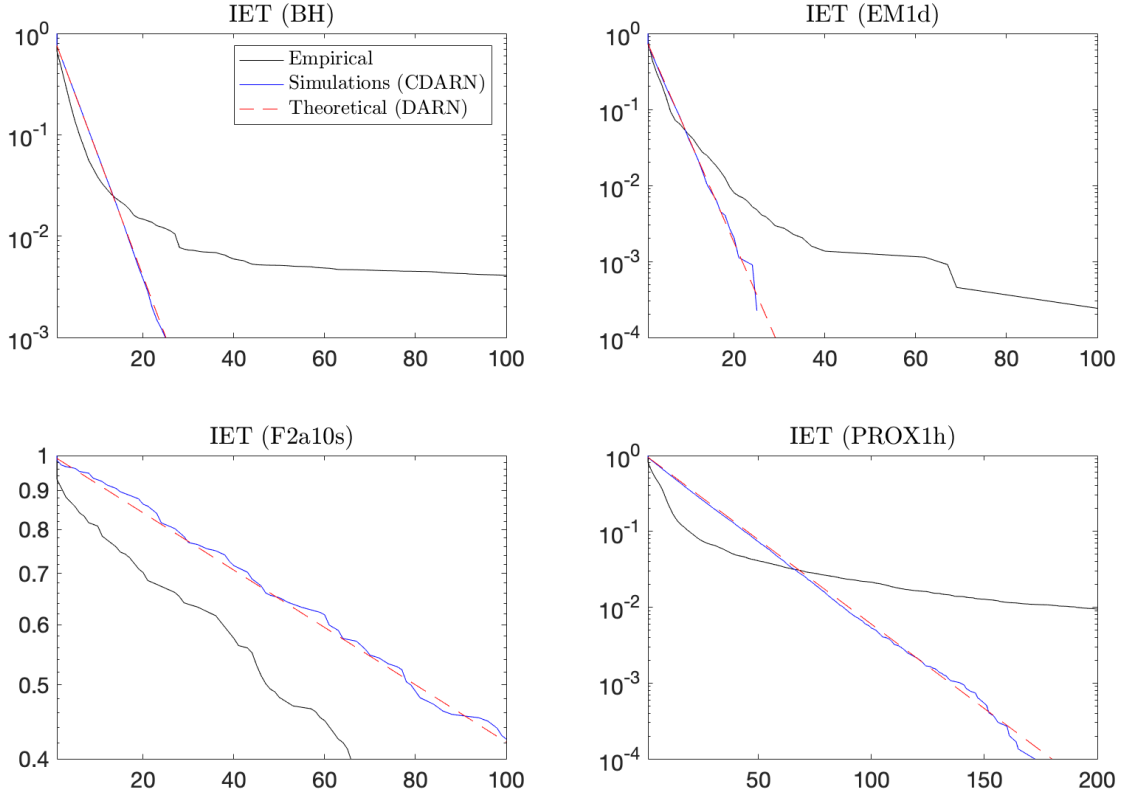 IET (BH)
10^0
10^-1
10^-2
10^-3
20 40 60 80 100
Empirical
Simulations (CDARN)
Theoretical (DARN)
IET (EM1d)
10^0
10^-1
10^-2
10^-3
10^-4
20 40 60 80 100
IET (F2a10s)
1
0.9
0.8
0.7
0.6
0.5
0.4
20 40 60 80 100
IET (PROX1h)
10^0
10^-1
10^-2
10^-3
10^-4
50 100 150 200